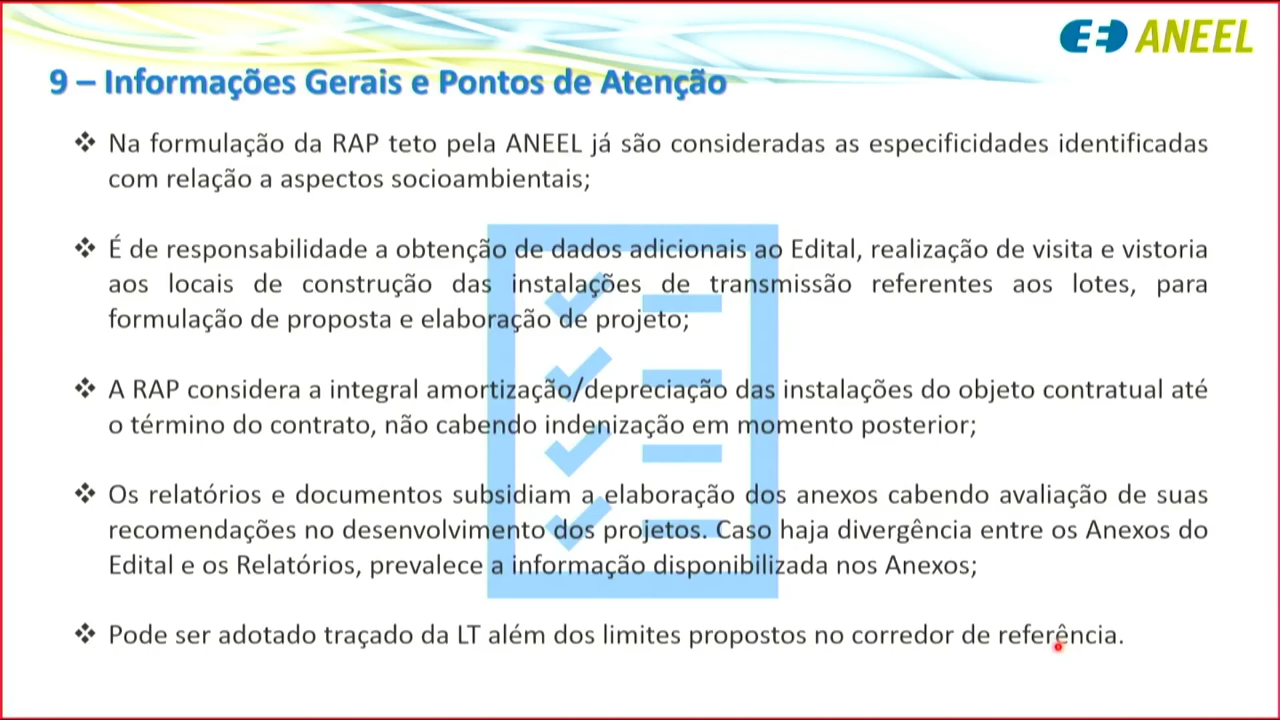 ANEEL
9 – Informações Gerais e Pontos de Atenção
❖ Na formulação da RAP teto pela ANEEL já são consideradas as especificidades identificadas
com relação a aspectos socioambientais;
❖ É de responsabilidade a obtenção de dados adicionais ao Edital, realização de visita e vistoria
aos locais de construção das instalações de transmissão referentes aos lotes, para
formulação de proposta e elaboração de projeto;
❖ A RAP considera a integral amortização/depreciação das instalações do objeto contratual até
o término do contrato, não cabendo indenização em momento posterior;
❖ Os relatórios e documentos subsidiam a elaboração dos anexos cabendo avaliação de suas
recomendações no desenvolvimento dos projetos. Caso haja divergência entre os Anexos do
Edital e os Relatórios, prevalece a informação disponibilizada nos Anexos;
❖ Pode ser adotado traçado da LT além dos limites propostos no corredor de referência.